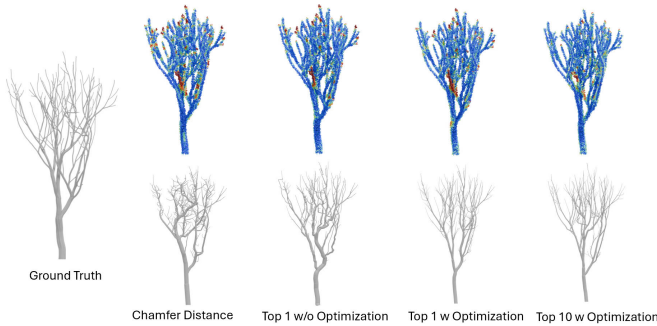 Ground Truth
Chamfer Distance
Top 1 w/o Optimization
Top 1 w Optimization
Top 10 w Optimization